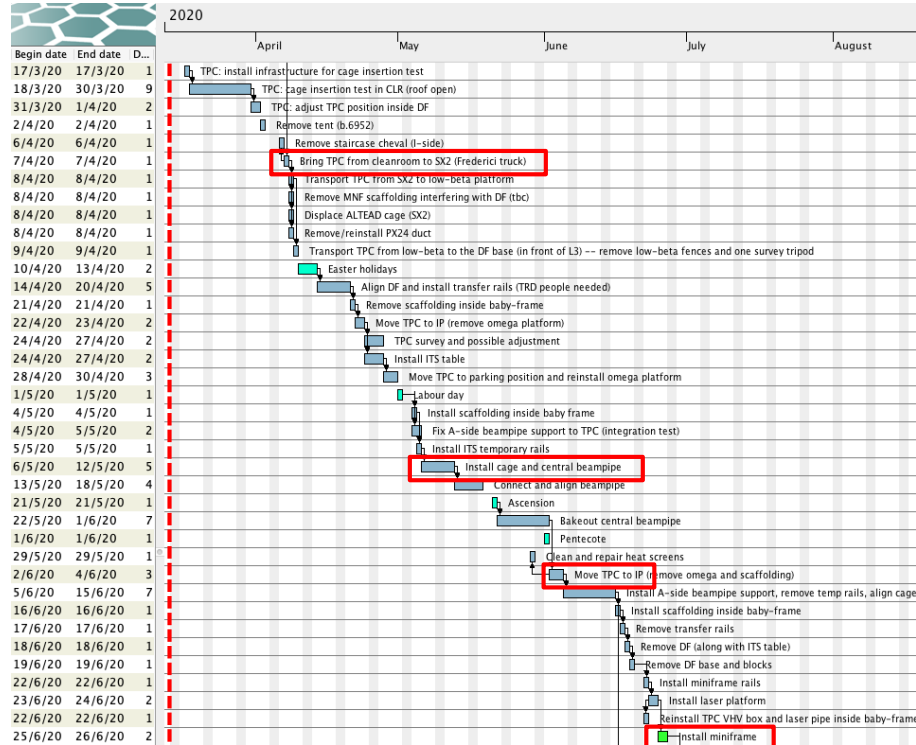 2020
April May June July August
Begin date End date D...
17/3/20 17/3/20 1 TPC: install infrastructure for cage insertion test
18/3/20 30/3/20 9 TPC: cage insertion test in CLR (roof open)
31/3/20 1/4/20 2 TPC: adjust TPC position inside DF
2/4/20 2/4/20 1 Remove tent (b.6952)
6/4/20 6/4/20 1 Remove staircase cheval (I-side)
7/4/20 7/4/20 1 Bring TPC from cleanroom to SX2 (Frederici truck)
8/4/20 8/4/20 1 Transport TPC from SX2 to low-beta platform
8/4/20 8/4/20 1 Remove MNF scaffolding interfering with DF (tbc)
8/4/20 8/4/20 1 Displace ALTEAD cage (SX2)
8/4/20 8/4/20 1 Remove/reinstall PX24 duct
9/4/20 9/4/20 1 Transport TPC from low-beta to the DF base (in front of L3) -- remove low-beta fences and one survey tripod
10/4/20 13/4/20 2 Easter holidays
14/4/20 20/4/20 5 Align DF and install transfer rails (TRD people needed)
21/4/20 21/4/20 1 Remove scaffolding inside baby-frame
22/4/20 23/4/20 2 Move TPC to IP (remove omega platform)
24/4/20 27/4/20 2 TPC survey and possible adjustment
24/4/20 27/4/20 2 Install ITS table
28/4/20 30/4/20 3 Move TPC to parking position and reinstall omega platform
1/5/20 1/5/20 1 Labour day
4/5/20 4/5/20 1 Install scaffolding inside baby frame
4/5/20 5/5/20 2 Fix A-side beampipe support to TPC (integration test)
5/5/20 5/5/20 1 Install ITS temporary rails
6/5/20 12/5/20 5 Install cage and central beampipe
13/5/20 18/5/20 4 Connect and align beampipe
21/5/20 21/5/20 1 Ascension
22/5/20 1/6/20 7 Bakeout central beampipe
1/6/20 1/6/20 1 Pentecote
29/5/20 29/5/20 1 Clean and repair heat screens
2/6/20 4/6/20 3 Move TPC to IP (remove omega and scaffolding)
5/6/20 15/6/20 7 Install A-side beampipe support, remove temp rails, align cage
16/6/20 16/6/20 1 Install scaffolding inside baby-frame
17/6/20 17/6/20 1 Remove transfer rails
18/6/20 18/6/20 1 Remove DF (along with ITS table)
19/6/20 19/6/20 1 Remove DF base and blocks
22/6/20 22/6/20 1 Install miniframe rails
23/6/20 24/6/20 2 Install laser platform
22/6/20 22/6/20 1 Reinstall TPC VHV box and laser pipe inside baby-frame
25/6/20 26/6/20 2 Install miniframe